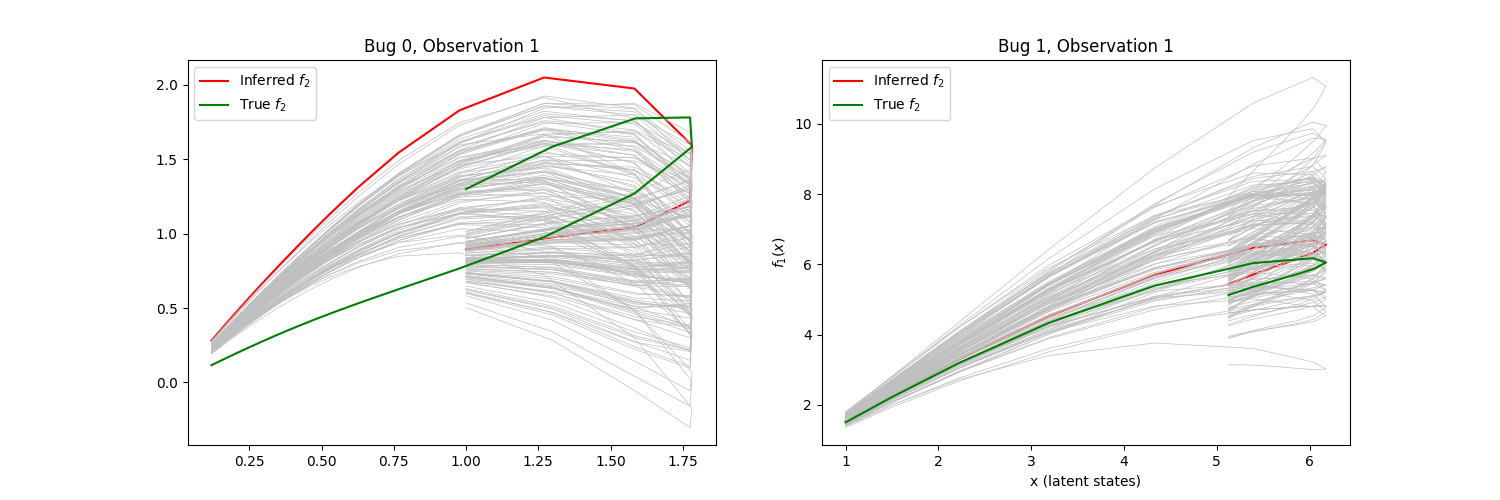 Bug 0, Observation 1
Inferred f₂
True f₂
2.0
1.5
1.0
0.5
0.0
0.25 0.50 0.75 1.00 1.25 1.50 1.75
Bug 1, Observation 1
Inferred f₂
True f₂
f₁(x)
10
8
6
4
2
1 2 3 4 5 6
x (latent states)